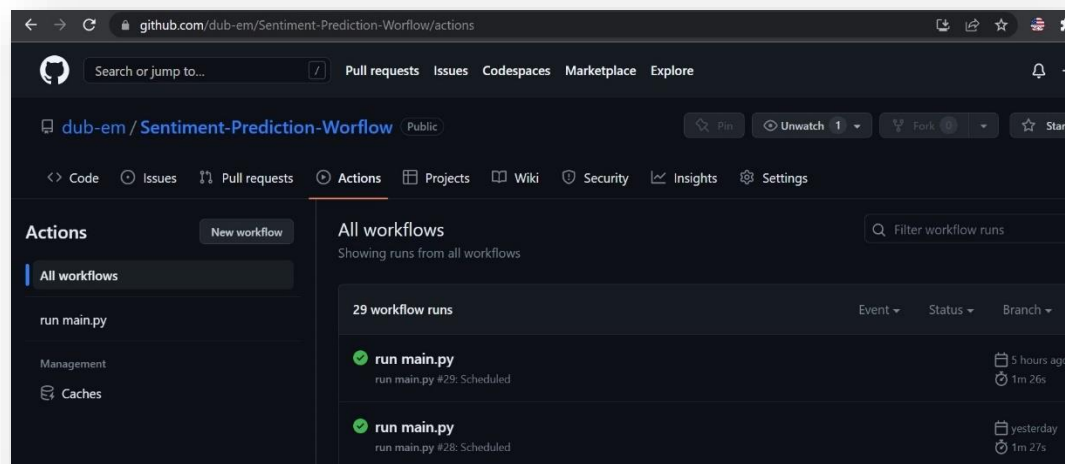 github.com/dub-em/Sentiment-Prediction-Worflow/actions
Search or jump to... / Pull requests Issues Codespaces Marketplace Explore
dub-em / Sentiment-Prediction-Worflow Public Pin Unwatch 1 Fork 0 Star
Code Issues Pull requests Actions Projects Wiki Security Insights Settings
Actions New workflow
All workflows
run main.py
Management
Caches
All workflows
Showing runs from all workflows
Filter workflow runs
29 workflow runs Event Status Branch
run main.py 5 hours ago
run main.py #29: Scheduled 1m 26s
run main.py yesterday
run main.py #28: Scheduled 1m 27s